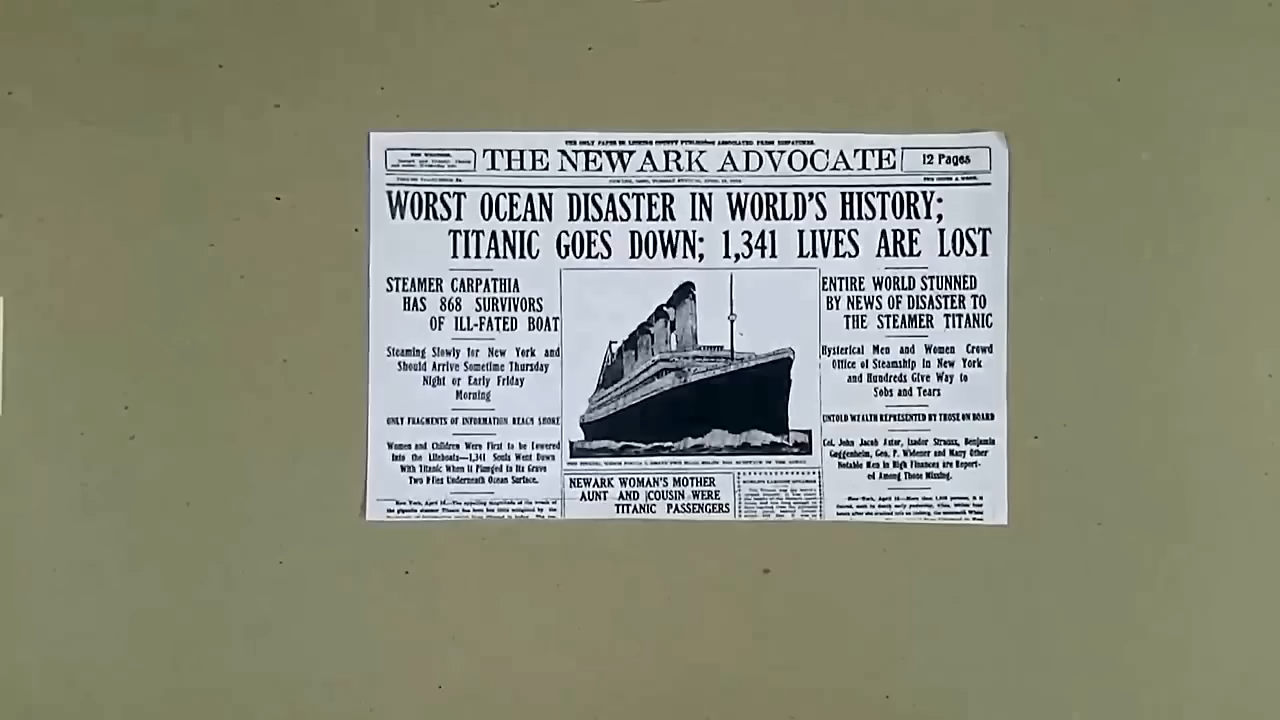 THE ONLY PAPER IN LICKING COUNTY PUBLISHING ASSOCIATED PRESS DISPATCHES.
THE NEWARK ADVOCATE
12 Pages
WORST OCEAN DISASTER IN WORLD'S HISTORY;
TITANIC GOES DOWN; 1,341 LIVES ARE LOST
STEAMER CARPATHIA
HAS 868 SURVIVORS
OF ILL-FATED BOAT
Steaming Slowly for New York and
Should Arrive Sometime Thursday
Night or Early Friday
Morning
ONLY FRAGMENTS OF INFORMATION REACH SHORE
Women and Children Were First to be Lowered
Into the Lifeboats—1,341 Souls Went Down
With Titanic When It Plunged to Its Grave
Two Miles Underneath Ocean Surface.
NEWARK WOMAN'S MOTHER
AUNT AND COUSIN WERE
TITANIC PASSENGERS
ENTIRE WORLD STUNNED
BY NEWS OF DISASTER TO
THE STEAMER TITANIC
Hysterical Men and Women Crowd
Office of Steamship in New York
and Hundreds Give Way to
Sobs and Tears
UNTOLD WEALTH REPRESENTED BY THOSE ON BOARD
Col. John Jacob Astor, Isador Strauss, Benjamin
Guggenheim, Geo. P. Widener and Many Other
Notable Men in High Finances are Report-
ed Among Those Missing.